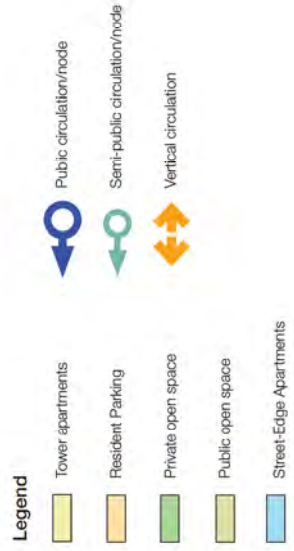 Legend
Tower apartments
Resident Parking
Private open space
Public open space
Street-Edge Apartments
Pubic circulation/node
Semi-public circulation/node
Vertical circulation